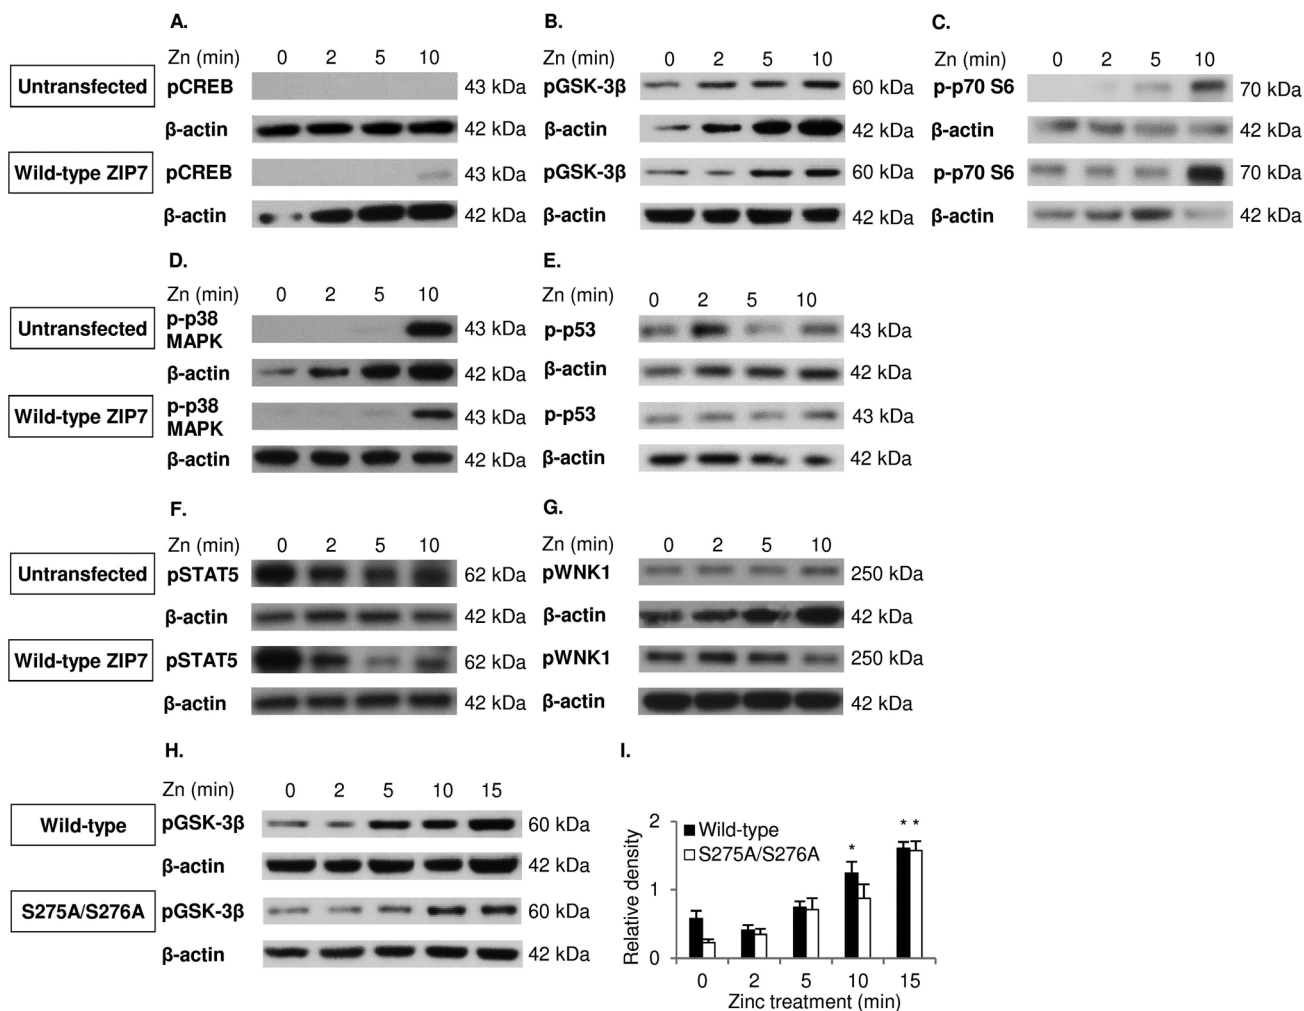 A.
Zn (min) 0 2 5 10
Untransfected pCREB 43 kDa
β-actin 42 kDa
Wild-type ZIP7 pCREB 43 kDa
β-actin 42 kDa
B.
Zn (min) 0 2 5 10
pGSK-3β 60 kDa
β-actin 42 kDa
pGSK-3β 60 kDa
β-actin 42 kDa
C.
Zn (min) 0 2 5 10
p-p70 S6 70 kDa
β-actin 42 kDa
p-p70 S6 70 kDa
β-actin 42 kDa
D.
Zn (min) 0 2 5 10
Untransfected p-p38 43 kDa
MAPK
β-actin 42 kDa
Wild-type ZIP7 p-p38 43 kDa
MAPK
β-actin 42 kDa
E.
Zn (min) 0 2 5 10
p-p53 43 kDa
β-actin 42 kDa
p-p53 43 kDa
β-actin 42 kDa
F.
Zn (min) 0 2 5 10
Untransfected pSTAT5 62 kDa
β-actin 42 kDa
Wild-type ZIP7 pSTAT5 62 kDa
β-actin 42 kDa
G.
Zn (min) 0 2 5 10
pWNK1 250 kDa
β-actin 42 kDa
pWNK1 250 kDa
β-actin 42 kDa
H.
Zn (min) 0 2 5 10 15
Wild-type pGSK-3β 60 kDa
β-actin 42 kDa
S275A/S276A pGSK-3β 60 kDa
β-actin 42 kDa
I.
Relative density
2
1
0
Wild-type
S275A/S276A
*
* *
0 2 5 10 15
Zinc treatment (min)